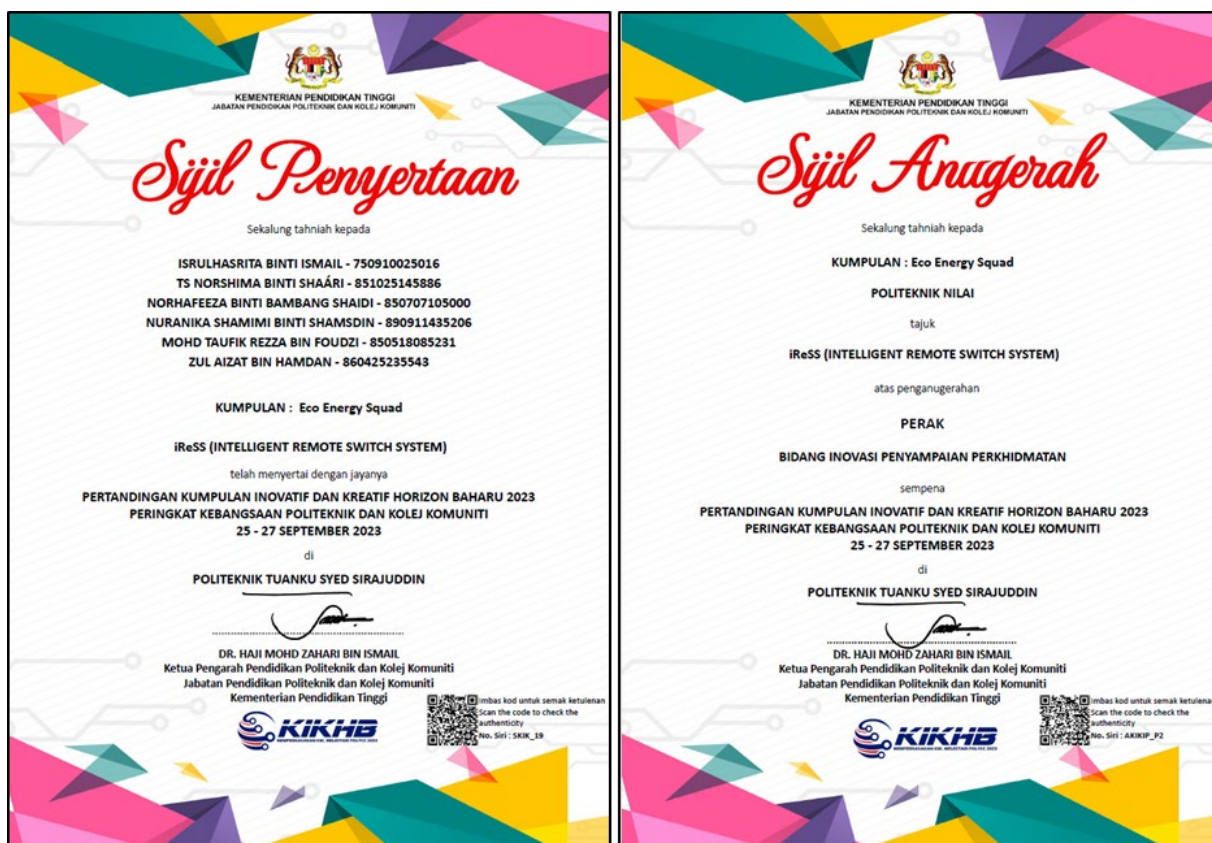 KEMENTERIAN PENDIDIKAN TINGGI
JABATAN PENDIDIKAN POLITEKNIK DAN KOLEJ KOMUNITI
Sijil Penyertaan
Sekalung tahniah kepada
ISRULHASRITA BINTI ISMAIL - 750910025016
TS NORSHIMA BINTI SHAÁRI - 851025145886
NORHAFEEZA BINTI BAMBANG SHAIDI - 850707105000
NURANIKA SHAMIMI BINTI SHAMSDIN - 890911435206
MOHD TAUFIK REZZA BIN FOUDZI - 850518085231
ZUL AIZAT BIN HAMDAN - 860425235543
KUMPULAN : Eco Energy Squad
iReSS (INTELLIGENT REMOTE SWITCH SYSTEM)
telah menyertai dengan jayanya
PERTANDINGAN KUMPULAN INOVATIF DAN KREATIF HORIZON BAHARU 2023
PERINGKAT KEBANGSAAN POLITEKNIK DAN KOLEJ KOMUNITI
25 - 27 SEPTEMBER 2023
di
POLITEKNIK TUANKU SYED SIRAJUDDIN
DR. HAJI MOHD ZAHARI BIN ISMAIL
Ketua Pengarah Pendidikan Politeknik dan Kolej Komuniti
Jabatan Pendidikan Politeknik dan Kolej Komuniti
Kementerian Pendidikan Tinggi
Imbas kod untuk semak ketulenan
Scan the code to check the
authenticity
No. Siri : SKIK_19
KIKHB
KEMENTERIAN PENDIDIKAN TINGGI
JABATAN PENDIDIKAN POLITEKNIK DAN KOLEJ KOMUNITI
Sijil Anugerah
Sekalung tahniah kepada
KUMPULAN : Eco Energy Squad
POLITEKNIK NILAI
tajuk
iReSS (INTELLIGENT REMOTE SWITCH SYSTEM)
atas penganugerahan
PERAK
BIDANG INOVASI PENYAMPAIAN PERKHIDMATAN
sempena
PERTANDINGAN KUMPULAN INOVATIF DAN KREATIF HORIZON BAHARU 2023
PERINGKAT KEBANGSAAN POLITEKNIK DAN KOLEJ KOMUNITI
25 - 27 SEPTEMBER 2023
di
POLITEKNIK TUANKU SYED SIRAJUDDIN
DR. HAJI MOHD ZAHARI BIN ISMAIL
Ketua Pengarah Pendidikan Politeknik dan Kolej Komuniti
Jabatan Pendidikan Politeknik dan Kolej Komuniti
Kementerian Pendidikan Tinggi
Imbas kod untuk semak ketulenan
Scan the code to check the
authenticity
No. Siri : AKIKIP_P2
KIKHB